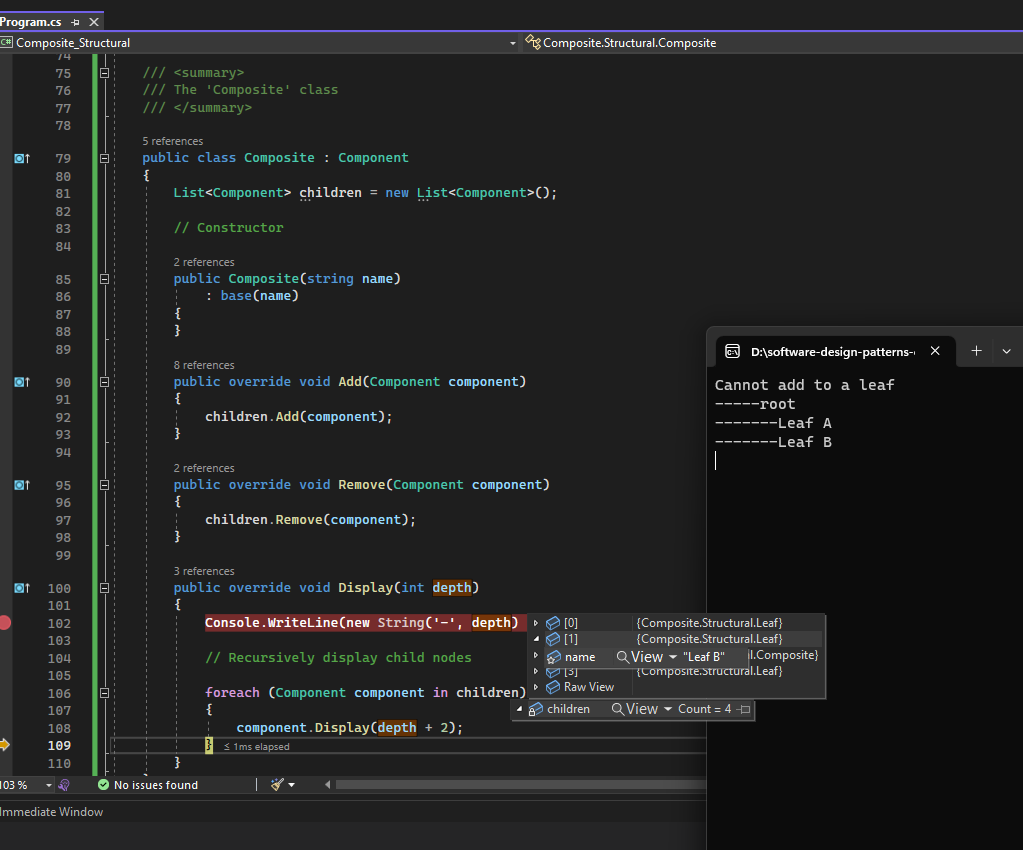 Program.cs
C# Composite_Structural
Composite.Structural.Composite
74
75 /// <summary>
76 /// The 'Composite' class
77 /// </summary>
78
5 references
79 public class Composite : Component
80 {
81 List<Component> children = new List<Component>();
82
83 // Constructor
84
2 references
85 public Composite(string name)
86 : base(name)
87 {
88 }
89
8 references
90 public override void Add(Component component)
91 {
92 children.Add(component);
93 }
94
2 references
95 public override void Remove(Component component)
96 {
97 children.Remove(component);
98 }
99
3 references
100 public override void Display(int depth)
101 {
102 Console.WriteLine(new String('-', depth)
103
104 // Recursively display child nodes
105
106 foreach (Component component in children)
107 {
108 component.Display(depth + 2);
109 } ≤ 1ms elapsed
110 }
[0] {Composite.Structural.Leaf}
[1] {Composite.Structural.Leaf}
name View "Leaf B" l.Composite}
[3] {Composite.Structural.Leaf}
Raw View
children View Count = 4
103 % No issues found
Immediate Window
D:\software-design-patterns-
Cannot add to a leaf
-----root
-------Leaf A
-------Leaf B